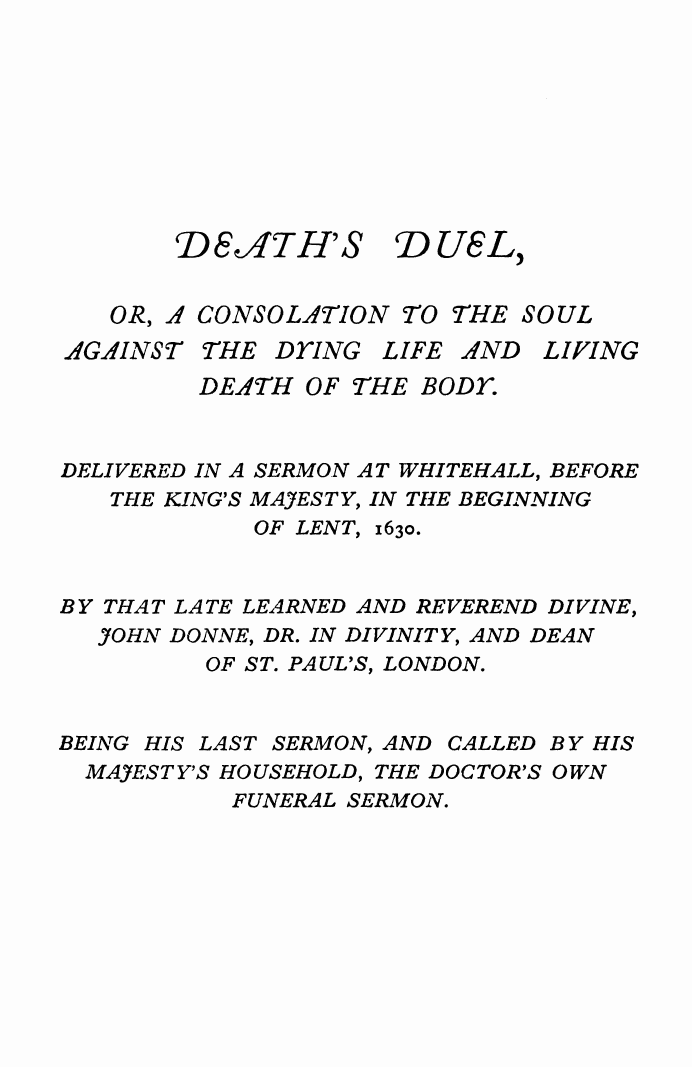 DEATH'S DUEL,
OR, A CONSOLATION TO THE SOUL
AGAINST THE DYING LIFE AND LIVING
DEATH OF THE BODY.
DELIVERED IN A SERMON AT WHITEHALL, BEFORE
THE KING'S MAJESTY, IN THE BEGINNING
OF LENT, 1630.
BY THAT LATE LEARNED AND REVEREND DIVINE,
JOHN DONNE, DR. IN DIVINITY, AND DEAN
OF ST. PAUL'S, LONDON.
BEING HIS LAST SERMON, AND CALLED BY HIS
MAJESTY'S HOUSEHOLD, THE DOCTOR'S OWN
FUNERAL SERMON.